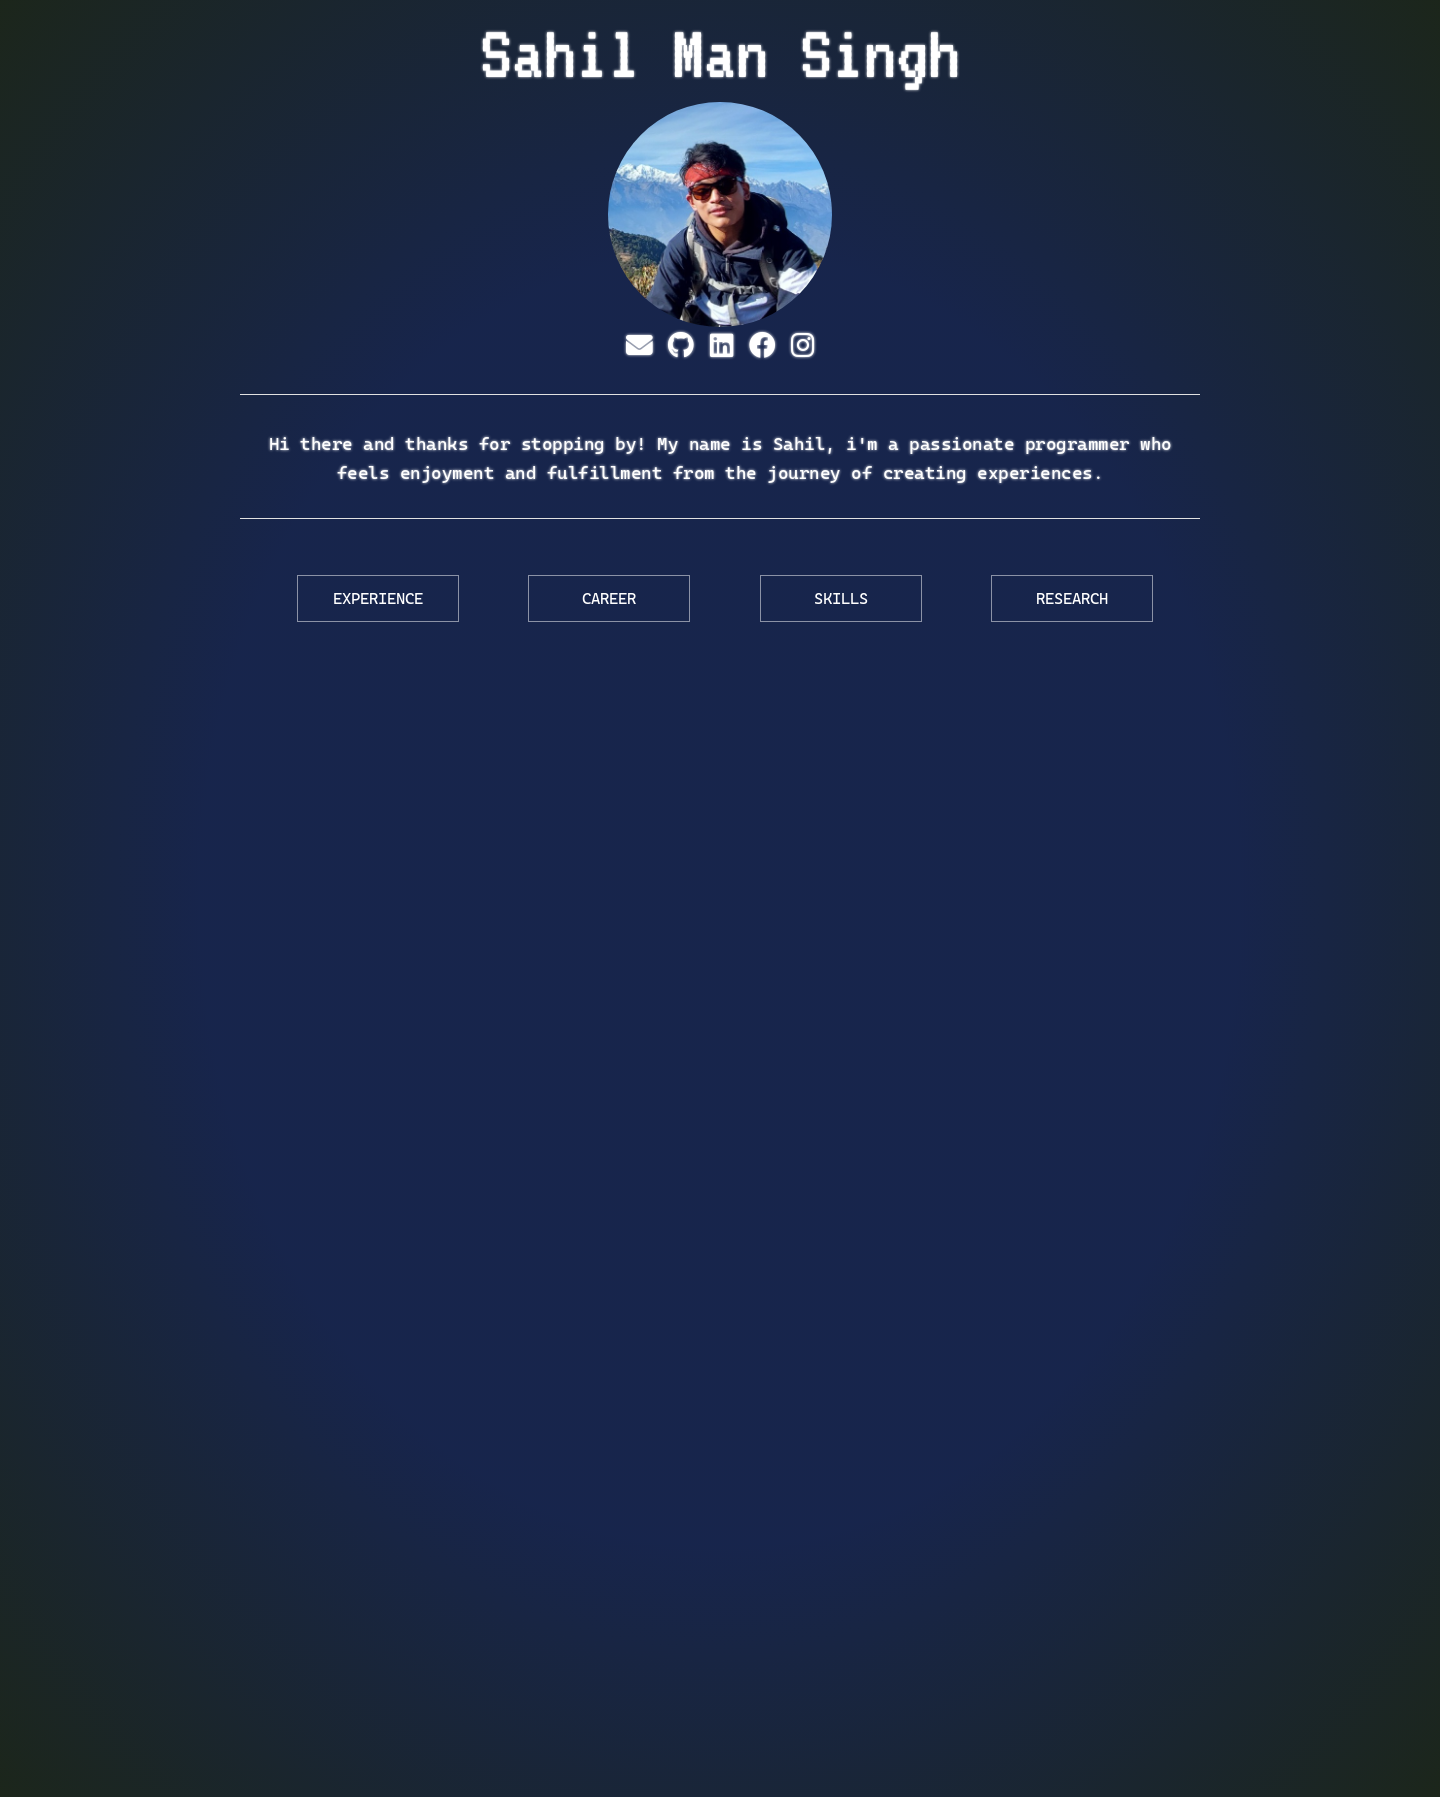 Sahil Man Singh
Hi there and thanks for stopping by! My name is Sahil, i'm a passionate programmer who
feels enjoyment and fulfillment from the journey of creating experiences.
EXPERIENCE
CAREER
SKILLS
RESEARCH